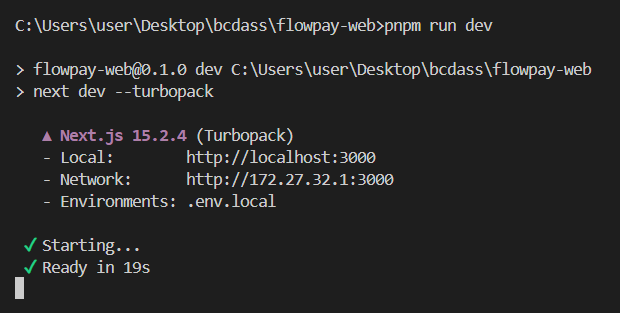 C:\Users\user\Desktop\bcdass\flowpay-web>pnpm run dev
> flowpay-web@0.1.0 dev C:\Users\user\Desktop\bcdass\flowpay-web
> next dev --turbopack
▲ Next.js 15.2.4 (Turbopack)
- Local: http://localhost:3000
- Network: http://172.27.32.1:3000
- Environments: .env.local
✓ Starting...
✓ Ready in 19s